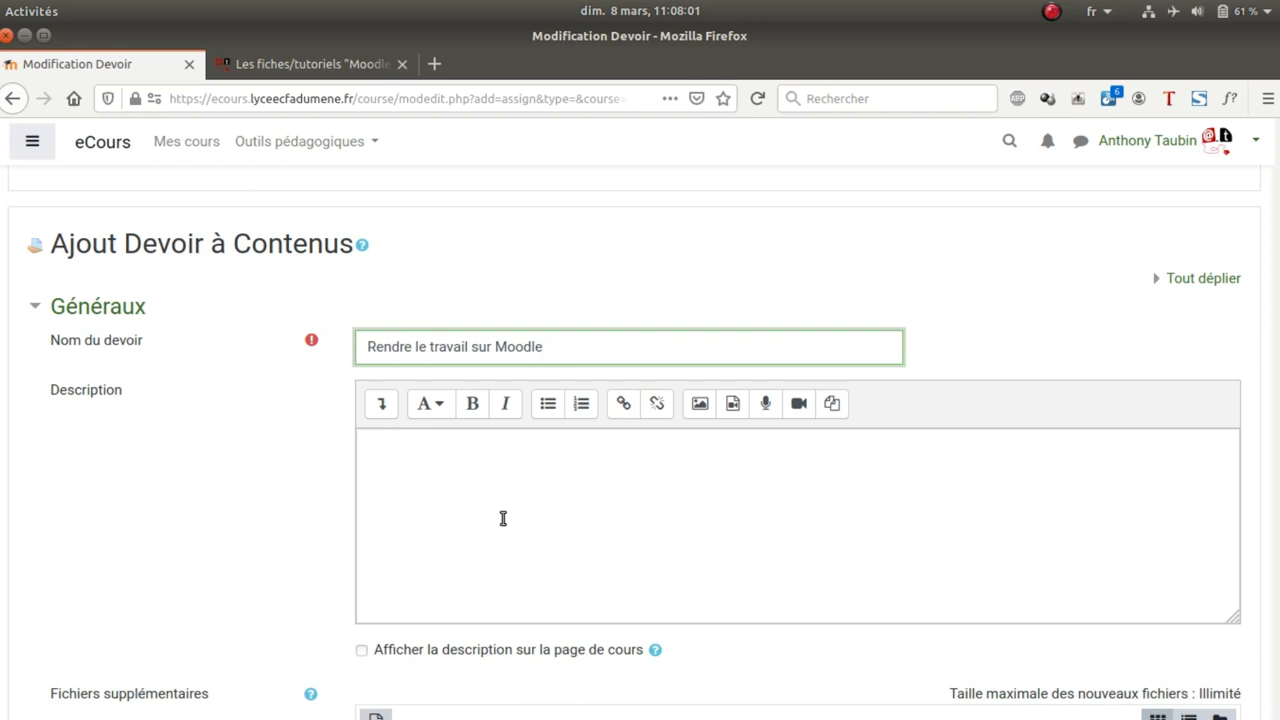 Activités
dim. 8 mars, 11:08:01
fr
61 %
Modification Devoir - Mozilla Firefox
Modification Devoir
Les fiches/tutoriels "Moodle
https://ecours.lyceecfadumene.fr/course/modedit.php?add=assign&type=&course=
Rechercher
ABP
6
T
S
f?
eCours
Mes cours
Outils pédagogiques
Anthony Taubin
Ajout Devoir à Contenus
Tout déplier
Généraux
Nom du devoir
Rendre le travail sur Moodle
Description
A
B
I
Afficher la description sur la page de cours
Fichiers supplémentaires
Taille maximale des nouveaux fichiers : Illimité